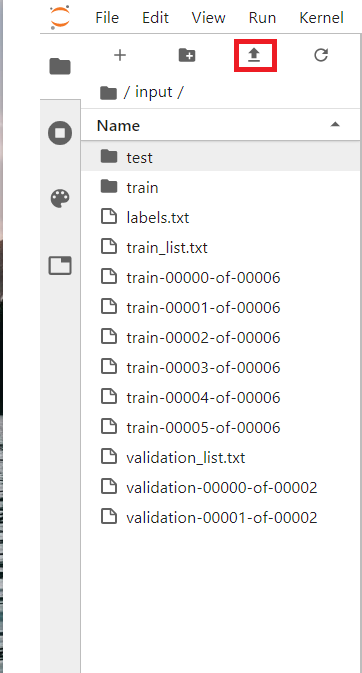 File Edit View Run Kernel
/ input /
Name
test
train
labels.txt
train_list.txt
train-00000-of-00006
train-00001-of-00006
train-00002-of-00006
train-00003-of-00006
train-00004-of-00006
train-00005-of-00006
validation_list.txt
validation-00000-of-00002
validation-00001-of-00002